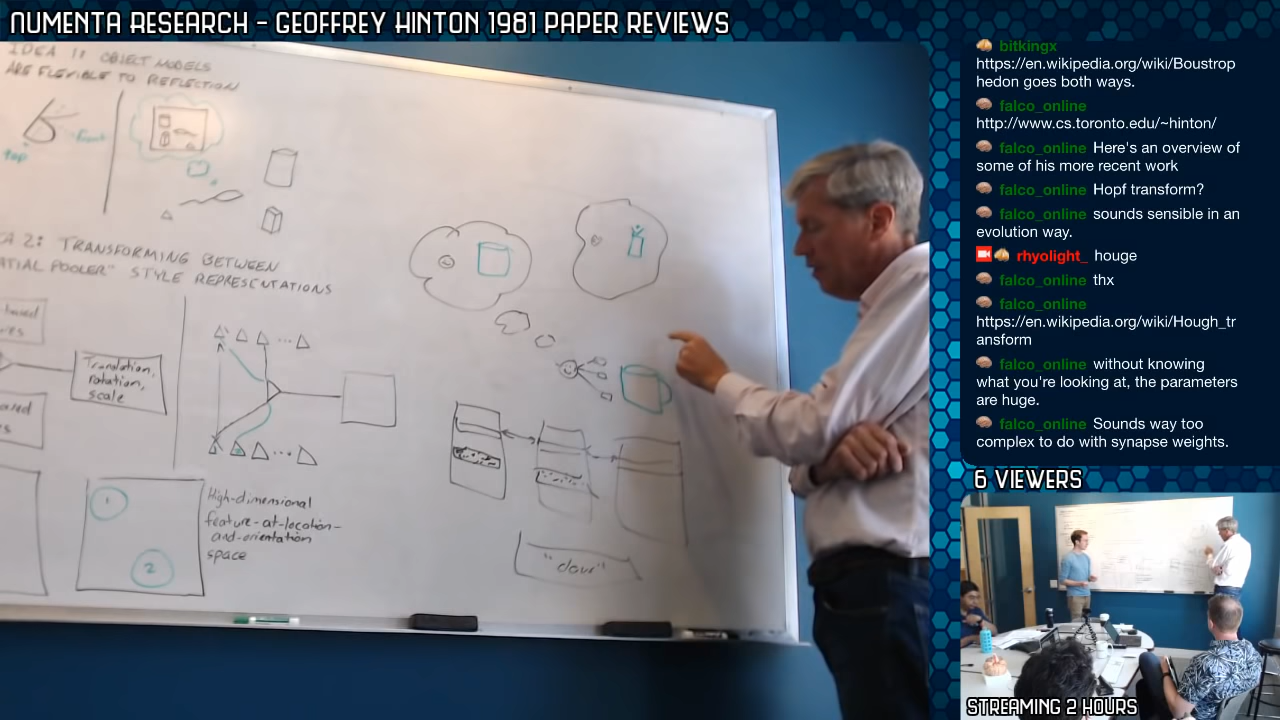 NUMENTA RESEARCH - GEOFFREY HINTON 1981 PAPER REVIEWS
IDEA 1: OBJECT MODELS
ARE FLEXIBLE TO REFLECTION
top
front
2: TRANSFORMING BETWEEN
POOLER" STYLE REPRESENTATIONS
Translation,
rotation,
scale
1
2
High-dimensional
feature-at-location-
and-orientation
space
bitkingx
https://en.wikipedia.org/wiki/Boustrop
hedon goes both ways.
falco_online
http://www.cs.toronto.edu/~hinton/
falco_online Here's an overview of
some of his more recent work
falco_online Hopf transform?
falco_online sounds sensible in an
evolution way.
rhyolight_ houge
falco_online thx
falco_online
https://en.wikipedia.org/wiki/Hough_tr
ansform
falco_online without knowing
what you're looking at, the parameters
are huge.
falco_online Sounds way too
complex to do with synapse weights.
6 VIEWERS
STREAMING 2 HOURS